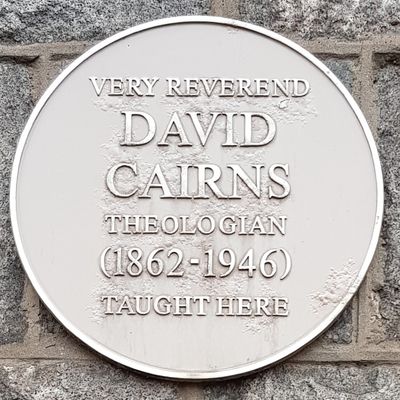 VERY REVEREND
DAVID
CAIRNS
THEOLOGIAN
(1862-1946)
TAUGHT HERE